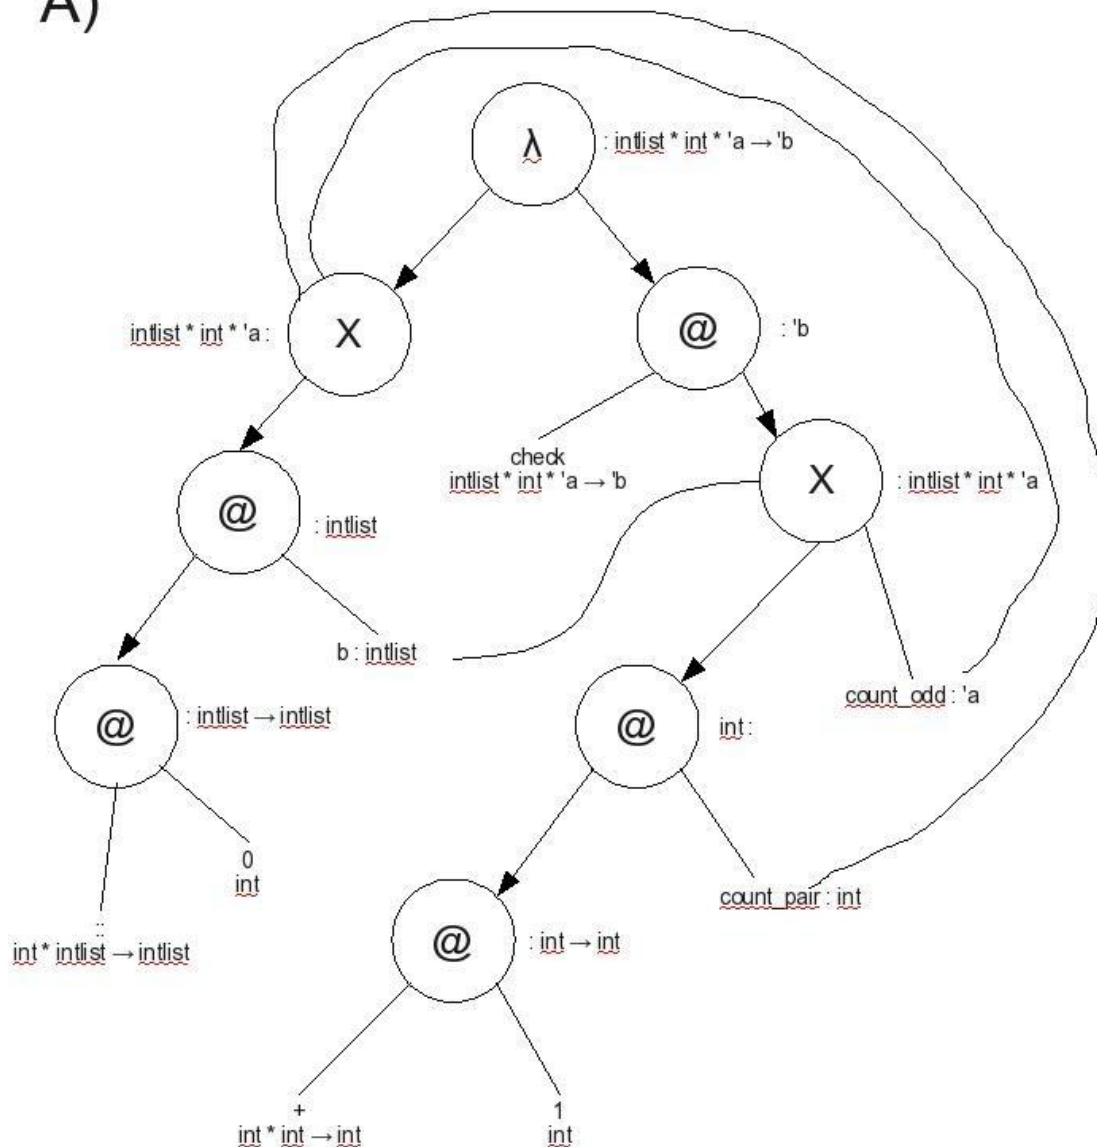 A)
λ
: intlist * int * 'a → 'b
intlist * int * 'a :
X
@
: 'b
check
intlist * int * 'a → 'b
X
: intlist * int * 'a
@
: intlist
b : intlist
@
: intlist → intlist
@
int :
count_odd : 'a
0
int
::
int * intlist → intlist
count_pair : int
@
: int → int
+
int * int → int
1
int